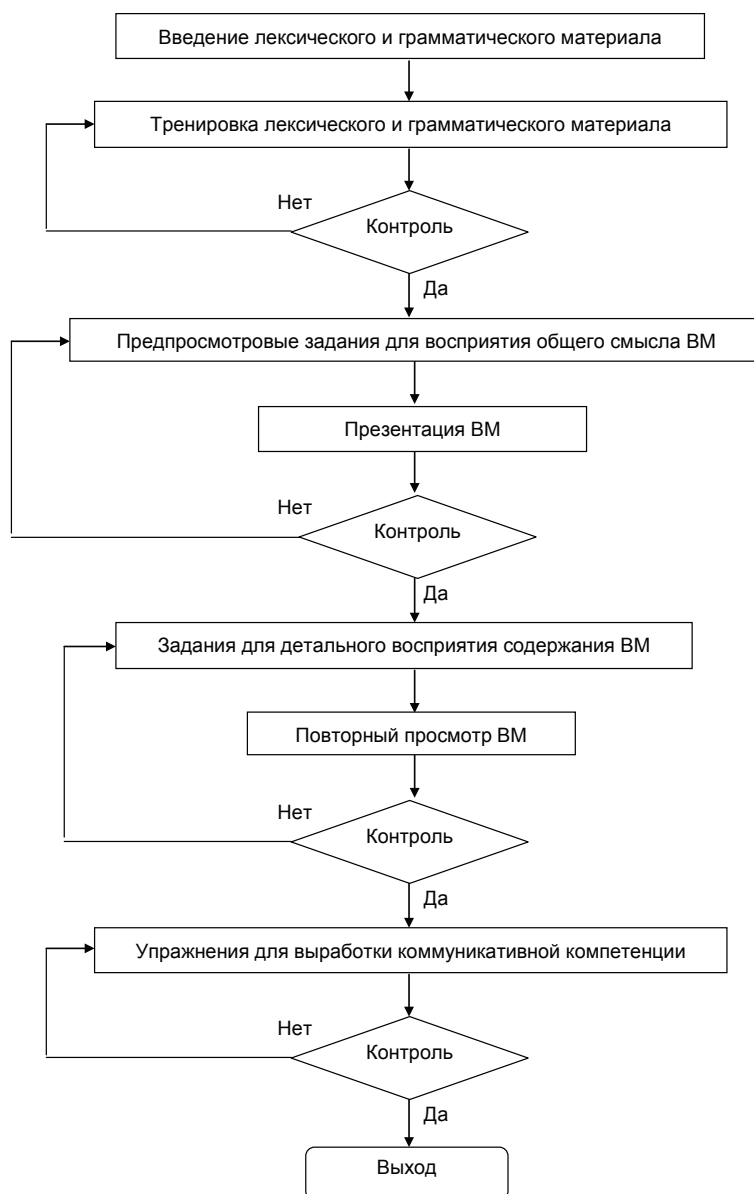 Введение лексического и грамматического материала
Тренировка лексического и грамматического материала
Нет
Контроль
Да
Предпросмотровые задания для восприятия общего смысла ВМ
Презентация ВМ
Нет
Контроль
Да
Задания для детального восприятия содержания ВМ
Повторный просмотр ВМ
Нет
Контроль
Да
Упражнения для выработки коммуникативной компетенции
Нет
Контроль
Да
Выход